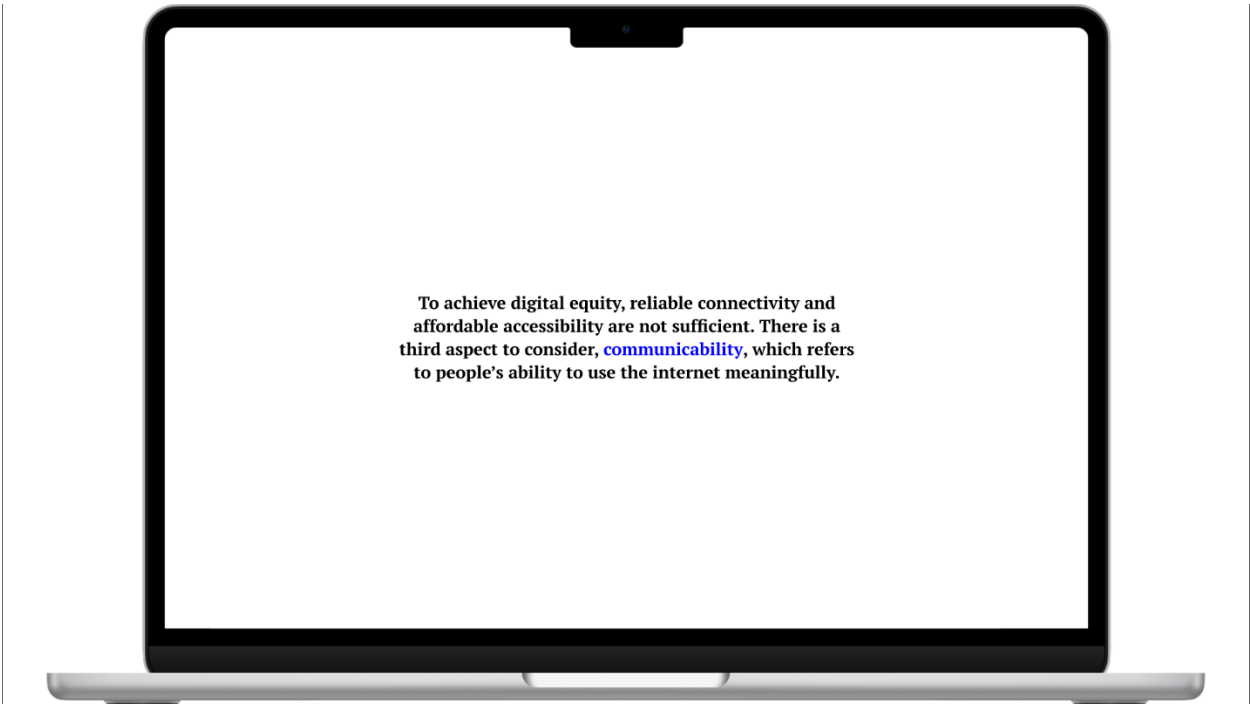 To achieve digital equity, reliable connectivity and
affordable accessibility are not sufficient. There is a
third aspect to consider, communicability, which refers
to people’s ability to use the internet meaningfully.